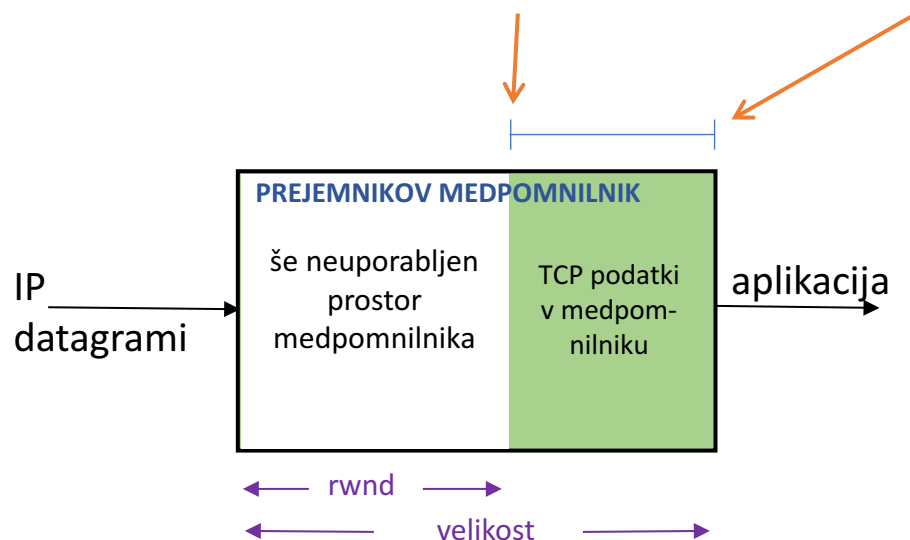 PREJEMNIKOV MEDPOMNILNIK
IP
datagrami
še neuporabljen
prostor
medpomnilnika
TCP podatki
v medpom-
nilniku
aplikacija
rwnd
velikost